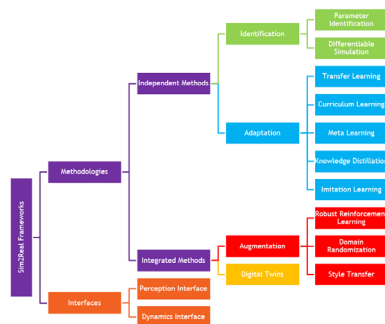 Parameter
Identification
Identification
Differentiable
Simulation
Transfer Learning
Independent Methods
Curriculum Learning
Adaptation
Meta Learning
Knowledge Distillation
Methodologies
Imitation Learning
Sim2Real Frameworks
Robust Reinforcement
Learning
Augmentation
Domain
Randomization
Integrated Methods
Digital Twins
Style Transfer
Perception Interface
Interfaces
Dynamics Interface